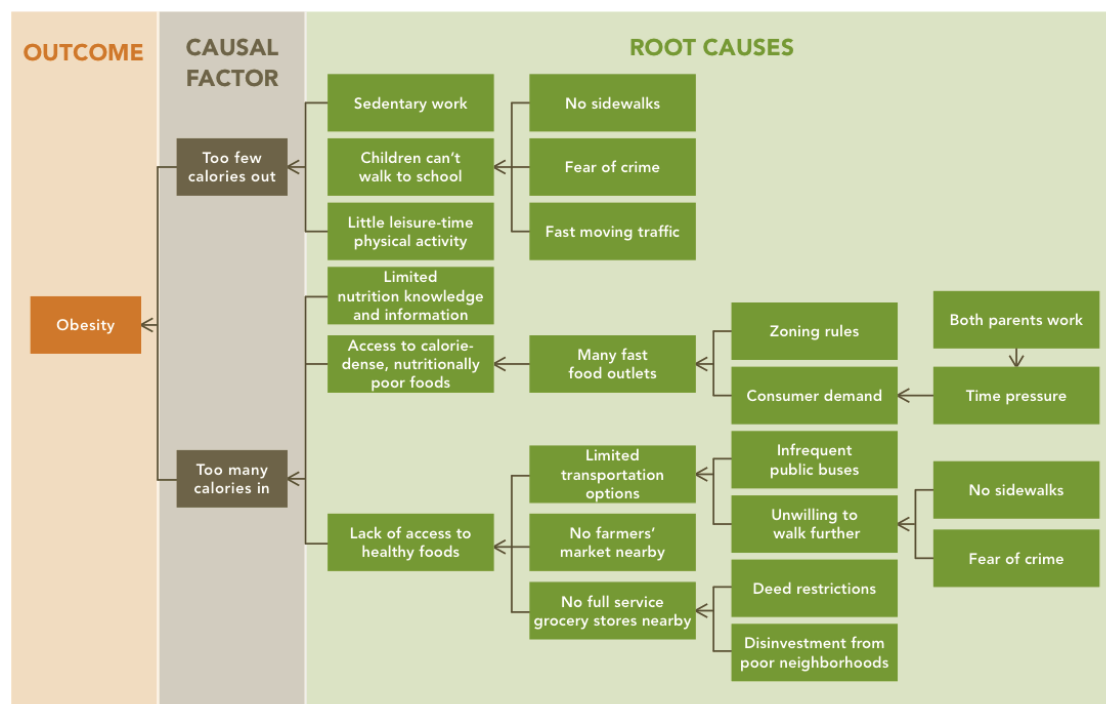 OUTCOME
CAUSAL
FACTOR
ROOT CAUSES
Obesity
Too few
calories out
Too many
calories in
Sedentary work
Children can't
walk to school
Little leisure-time
physical activity
No sidewalks
Fear of crime
Fast moving traffic
Limited
nutrition knowledge
and information
Access to calorie-
dense, nutritionally
poor foods
Many fast
food outlets
Zoning rules
Consumer demand
Both parents work
Time pressure
Lack of access to
healthy foods
Limited
transportation
options
No farmers'
market nearby
No full service
grocery stores nearby
Infrequent
public buses
Unwilling to
walk further
No sidewalks
Fear of crime
Deed restrictions
Disinvestment from
poor neighborhoods